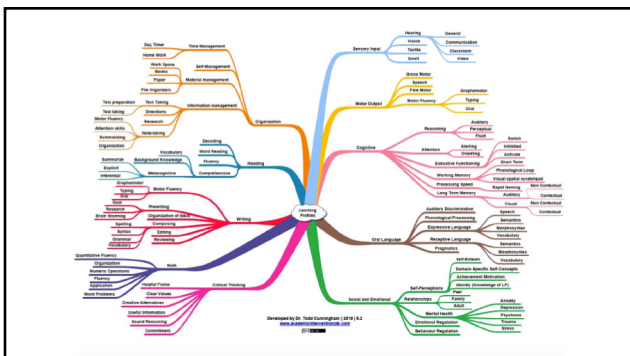 Day Timer
Home Work
Time Management
Self-Management
Work Space
Books
Paper
File Organizers
Material management
Test preparation
Test taking
Motor Fluency
Attention skills
Summarizing
Organization
Test Taking
Directions
Research
Note-taking
Information management
Organization
Decoding
Word Reading
Fluency
Vocabulary
Background Knowledge
Summarize
Explicit
Inferential
Metacognitive
Comprehension
Reading
Graphomotor
Typing
Oral
Motor Fluency
Goal
Research
Brain Storming
Presenting
Organization of Ideas
Spelling
Syntax
Grammar
Vocabulary
Composing
Editing
Reviewing
Writing
Quantitative Fluency
Organization
Numeric Operations
Fluency
Application
Word Problems
Math
Helpful Frame
Clear Values
Creative Alternatives
Useful Information
Sound Reasoning
Commitment
Critical Thinking
Learning
Profiles
Sensory Input
Hearing
Vision
Tactile
Smell
General
Communication
Classroom
Video
Motor Output
Gross Motor
Speech
Fine Motor
Motor Fluency
Graphomotor
Typing
Oral
Cognitive
Reasoning
Auditory
Perceptual
Fluid
Attention
Alerting
Orienting
Executive Functioning
Switch
Inhibited
Activate
Working Memory
Short Term
Phonological Loop
Visual spatial scratchpad
Processing Speed
Rapid Naming
Long Term Memory
Auditory
Non Contextual
Contextual
Visual
Non Contextual
Contextual
Oral Language
Auditory Discrimination
Phonological Processing
Expressive Language
Speech
Semantics
Morphosyntax
Vocabulary
Receptive Language
Semantics
Morphosyntax
Vocabulary
Pragmatics
Social and Emotional
Self-Perceptions
Self-Esteem
Domain-Specific Self-Concepts
Achievement Motivation
Identity (Knowledge of LP)
Relationships
Peer
Family
Adult
Mental Health
Anxiety
Depression
Psychosis
Trauma
Stress
Emotional Regulation
Behaviour Regulation
Developed by Dr. Todd Cunningham | 2018 | 5.2
www.academicinterventionlab.com